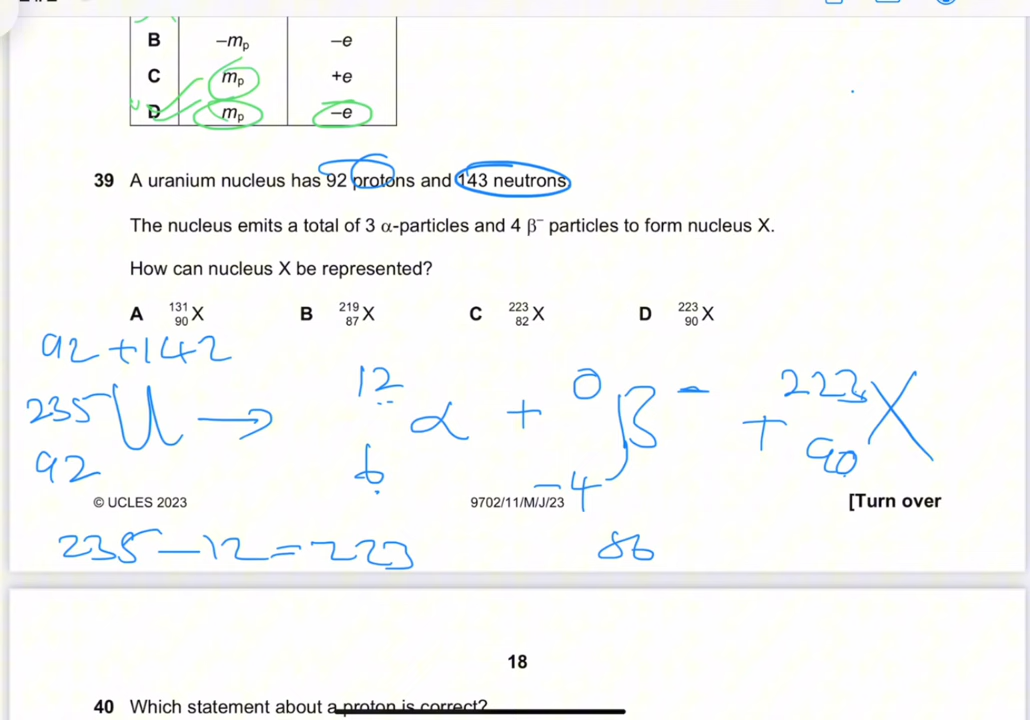 B −mp −e
C mp +e
D mp −e
39 A uranium nucleus has 92 protons and 143 neutrons.
The nucleus emits a total of 3 α-particles and 4 β− particles to form nucleus X.
How can nucleus X be represented?
A 131 90 X B 219 87 X C 223 82 X D 223 90 X
92 +142
235 92 U → 12 6 α + 0 -4 β − + 223 90 X
© UCLES 2023 9702/11/M/J/23 [Turn over
235 − 12 = 223 86
18
40 Which statement about a proton is correct?